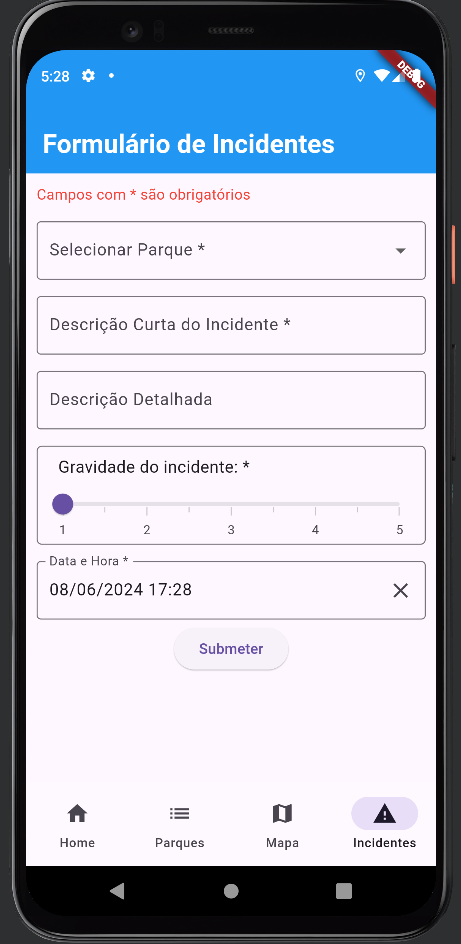 5:28
DEBUG
Formulário de Incidentes
Campos com * são obrigatórios
Selecionar Parque *
Descrição Curta do Incidente *
Descrição Detalhada
Gravidade do incidente: *
1 2 3 4 5
Data e Hora *
08/06/2024 17:28
Submeter
Home Parques Mapa Incidentes